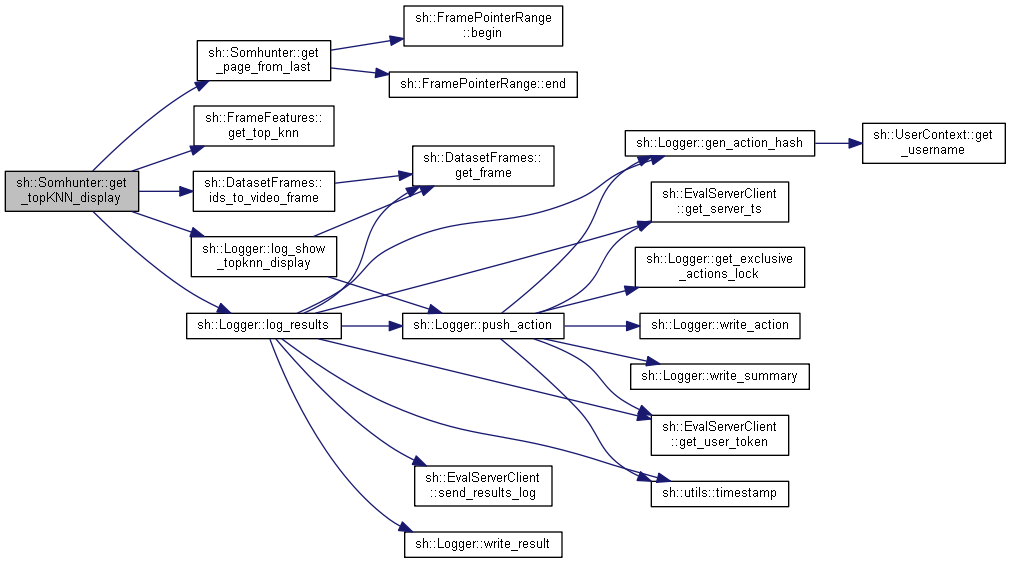 sh::Somhunter::get
_topKNN_display
sh::Somhunter::get
_page_from_last
sh::FramePointerRange
::begin
sh::FramePointerRange::end
sh::FrameFeatures::
get_top_knn
sh::DatasetFrames::
ids_to_video_frame
sh::DatasetFrames::
get_frame
sh::Logger::log_show
_topknn_display
sh::Logger::log_results
sh::Logger::push_action
sh::Logger::gen_action_hash
sh::UserContext::get
_username
sh::EvalServerClient
::get_server_ts
sh::Logger::get_exclusive
_actions_lock
sh::Logger::write_action
sh::Logger::write_summary
sh::EvalServerClient
::get_user_token
sh::utils::timestamp
sh::EvalServerClient
::send_results_log
sh::Logger::write_result